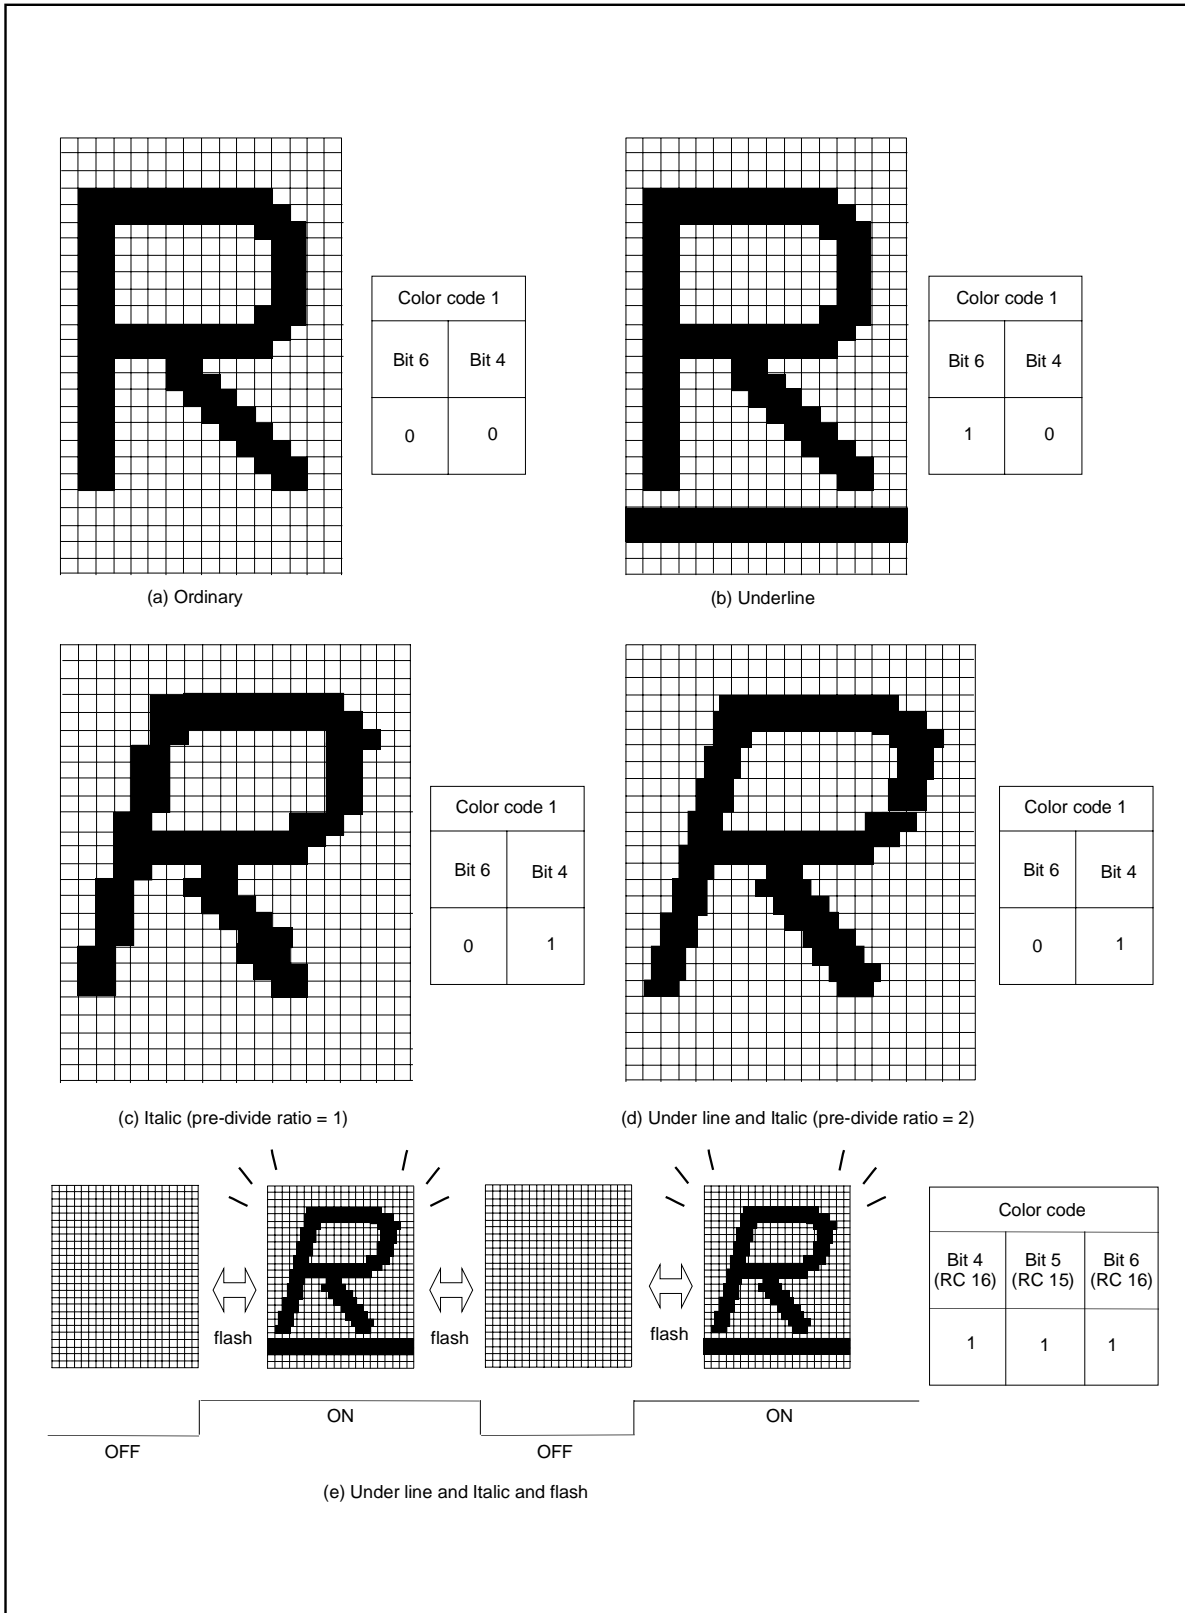 Color code 1
Bit 6 Bit 4
0 0
Color code 1
Bit 6 Bit 4
1 0
(a) Ordinary
(b) Underline
Color code 1
Bit 6 Bit 4
0 1
Color code 1
Bit 6 Bit 4
0 1
(c) Italic (pre-divide ratio = 1)
(d) Under line and Italic (pre-divide ratio = 2)
Color code
Bit 4 Bit 5 Bit 6
(RC 16) (RC 15) (RC 16)
1 1 1
flash flash flash
ON ON
OFF OFF
(e) Under line and Italic and flash